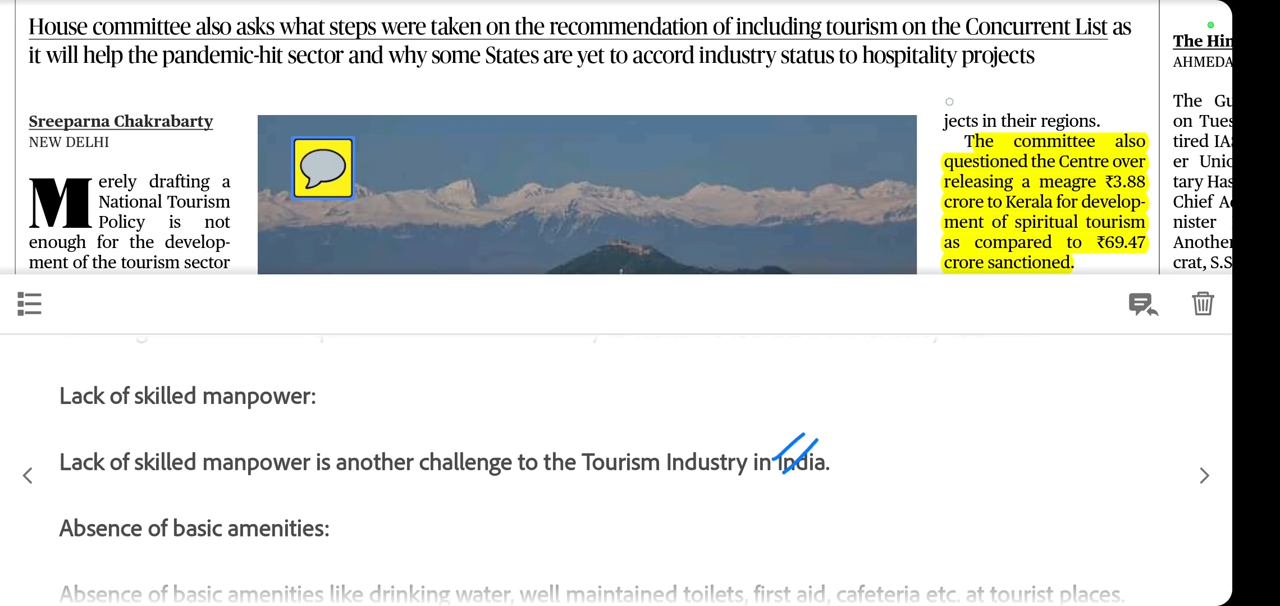 House committee also asks what steps were taken on the recommendation of including tourism on the Concurrent List as
it will help the pandemic-hit sector and why some States are yet to accord industry status to hospitality projects
Sreeparna Chakrabarty
NEW DELHI
Merely drafting a
National Tourism
Policy is not
enough for the develop-
ment of the tourism sector
jects in their regions.
The committee also
questioned the Centre over
releasing a meagre ₹3.88
crore to Kerala for develop-
ment of spiritual tourism
as compared to ₹69.47
crore sanctioned.
The Hin
AHMEDA
The Gu
on Tues
tired IA
er Unio
tary Has
Chief A
nister
Another
crat, S.S
Lack of skilled manpower:
Lack of skilled manpower is another challenge to the Tourism Industry in India.
Absence of basic amenities:
Absence of basic amenities like drinking water, well maintained toilets, first aid, cafeteria etc. at tourist places.